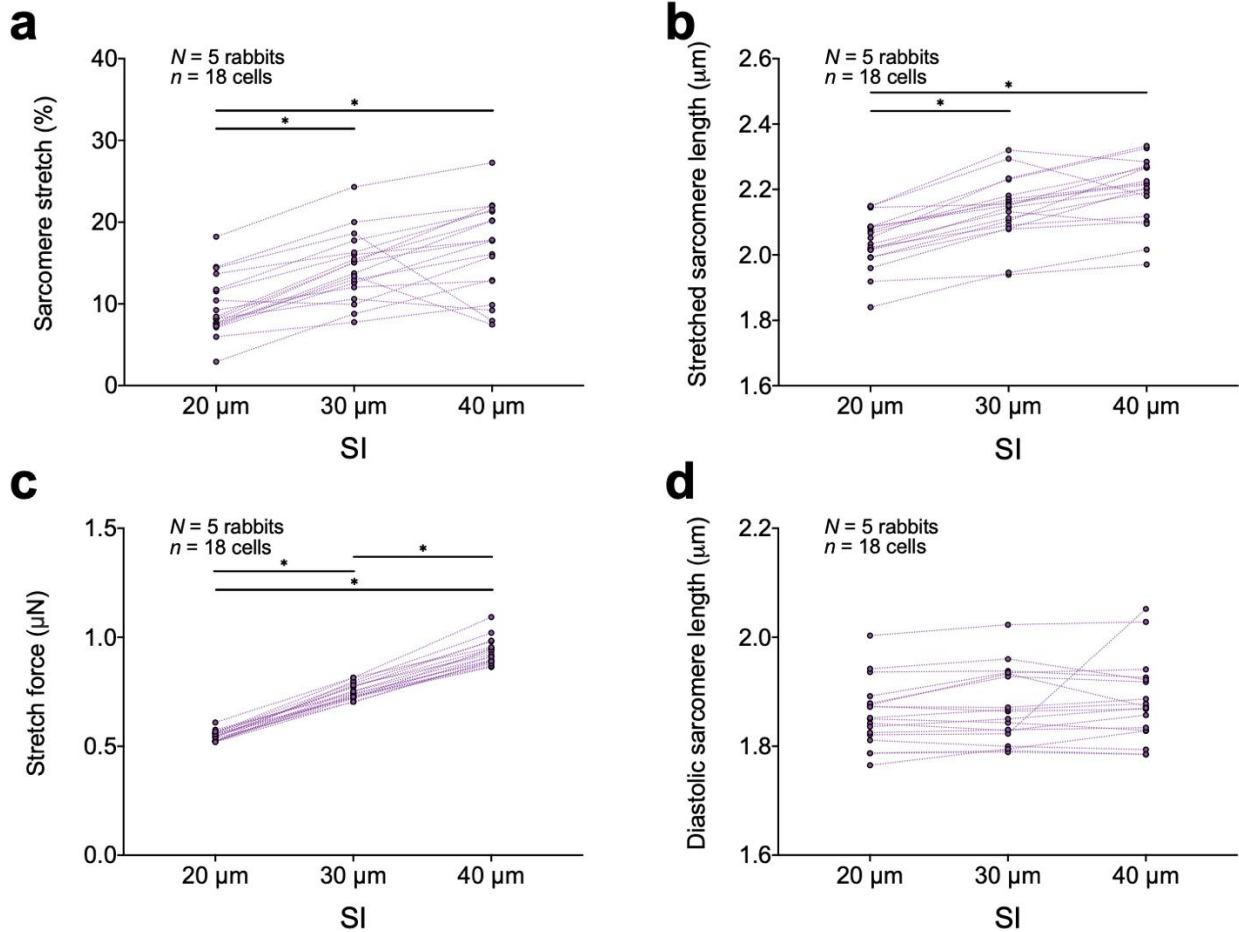 a
N = 5 rabbits
n = 18 cells
*
*
Sarcomere stretch (%)
40
30
20
10
0
20 µm 30 µm 40 µm
SI
b
N = 5 rabbits
n = 18 cells
*
*
Stretched sarcomere length (µm)
2.6
2.4
2.2
2.0
1.8
1.6
20 µm 30 µm 40 µm
SI
c
N = 5 rabbits
n = 18 cells
*
*
*
Stretch force (µN)
1.5
1.0
0.5
0.0
20 µm 30 µm 40 µm
SI
d
N = 5 rabbits
n = 18 cells
Diastolic sarcomere length (µm)
2.2
2.0
1.8
1.6
20 µm 30 µm 40 µm
SI